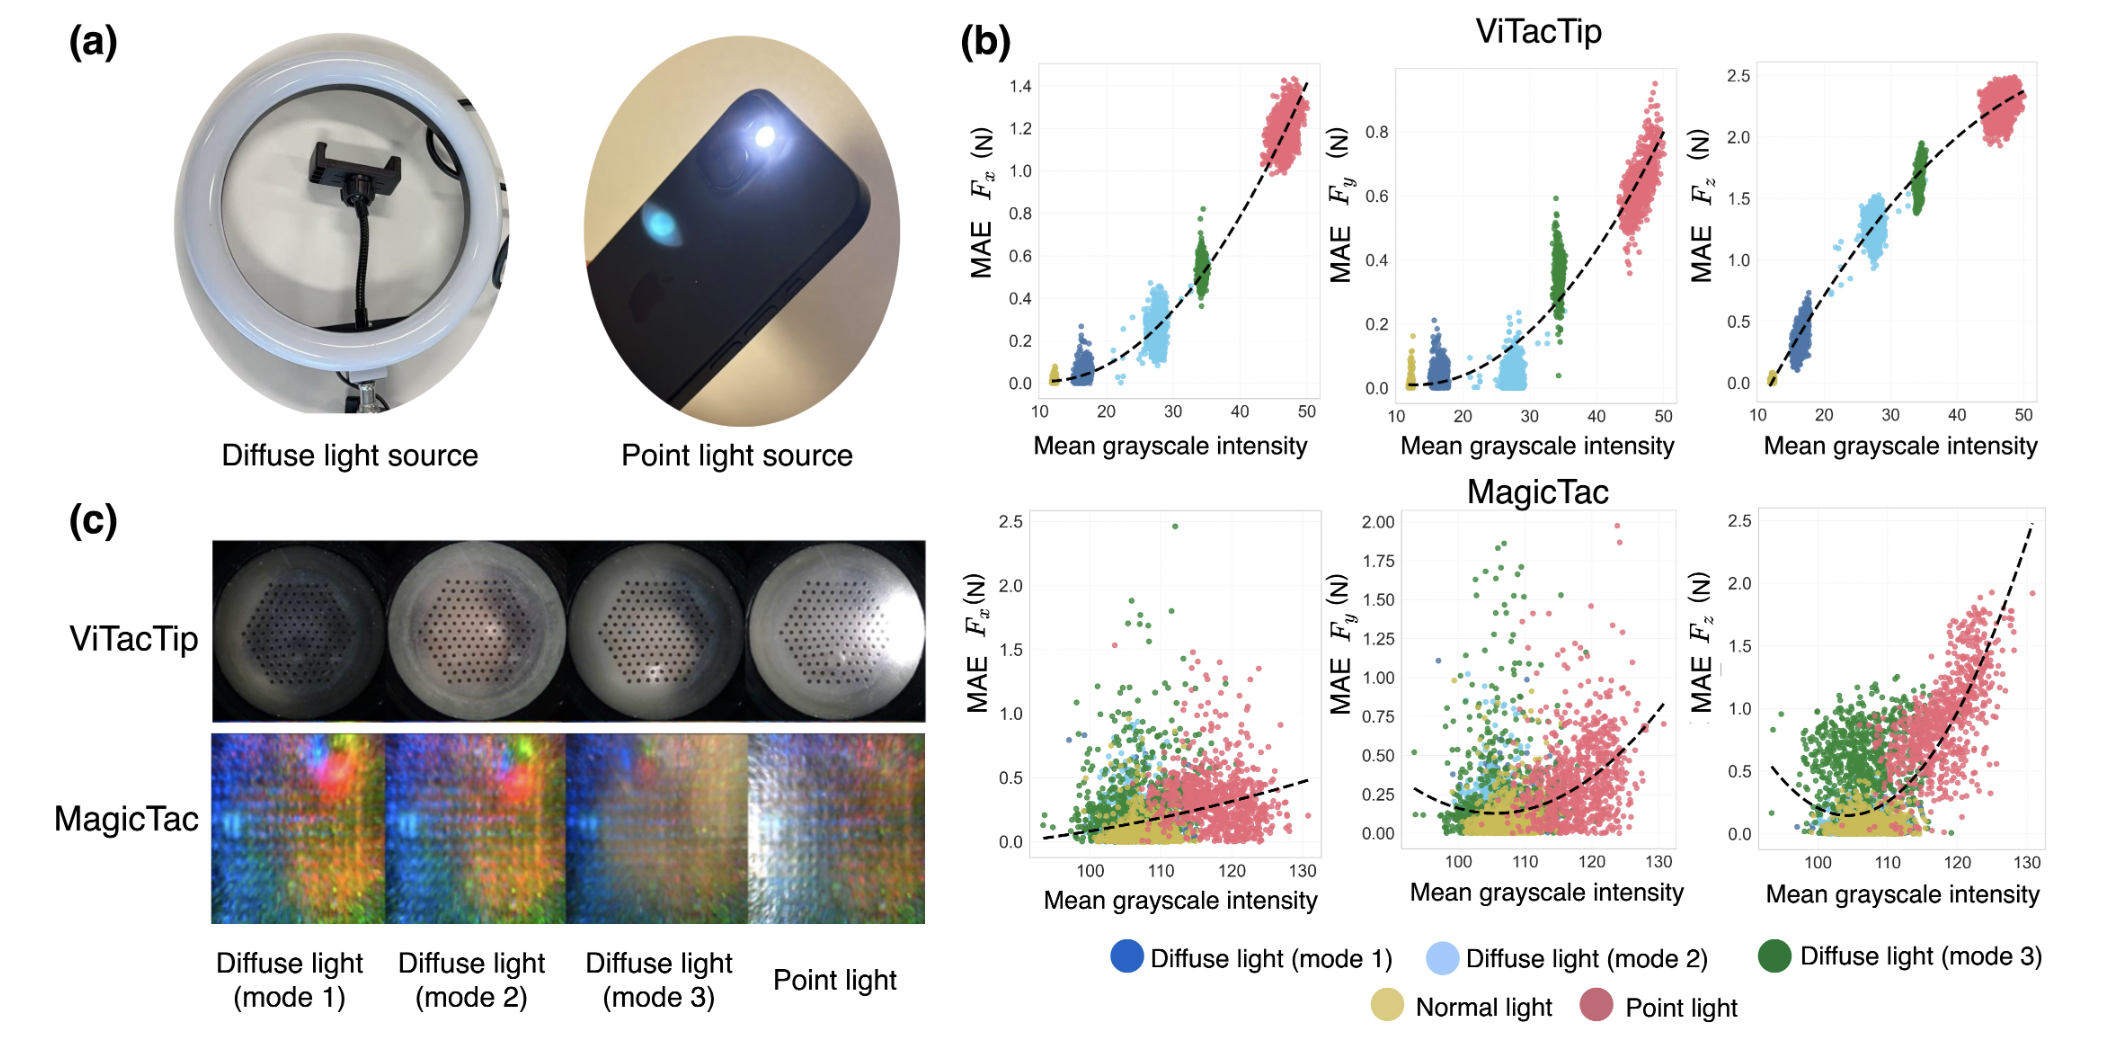 (a)
Diffuse light source
Point light source
(b)
ViTacTip
MAE Fx (N)
1.4
1.2
1.0
0.8
0.6
0.4
0.2
0.0
10 20 30 40 50
Mean grayscale intensity
MAE Fy (N)
0.8
0.6
0.4
0.2
0.0
10 20 30 40 50
Mean grayscale intensity
MAE Fz (N)
2.5
2.0
1.5
1.0
0.5
0.0
10 20 30 40 50
Mean grayscale intensity
MagicTac
MAE Fx (N)
2.5
2.0
1.5
1.0
0.5
0.0
100 110 120 130
Mean grayscale intensity
MAE Fy (N)
2.00
1.75
1.50
1.25
1.00
0.75
0.50
0.25
0.00
100 110 120 130
Mean grayscale intensity
MAE Fz (N)
2.5
2.0
1.5
1.0
0.5
0.0
100 110 120 130
Mean grayscale intensity
Diffuse light (mode 1)
Diffuse light (mode 2)
Diffuse light (mode 3)
Normal light
Point light
(c)
ViTacTip
MagicTac
Diffuse light
(mode 1)
Diffuse light
(mode 2)
Diffuse light
(mode 3)
Point light